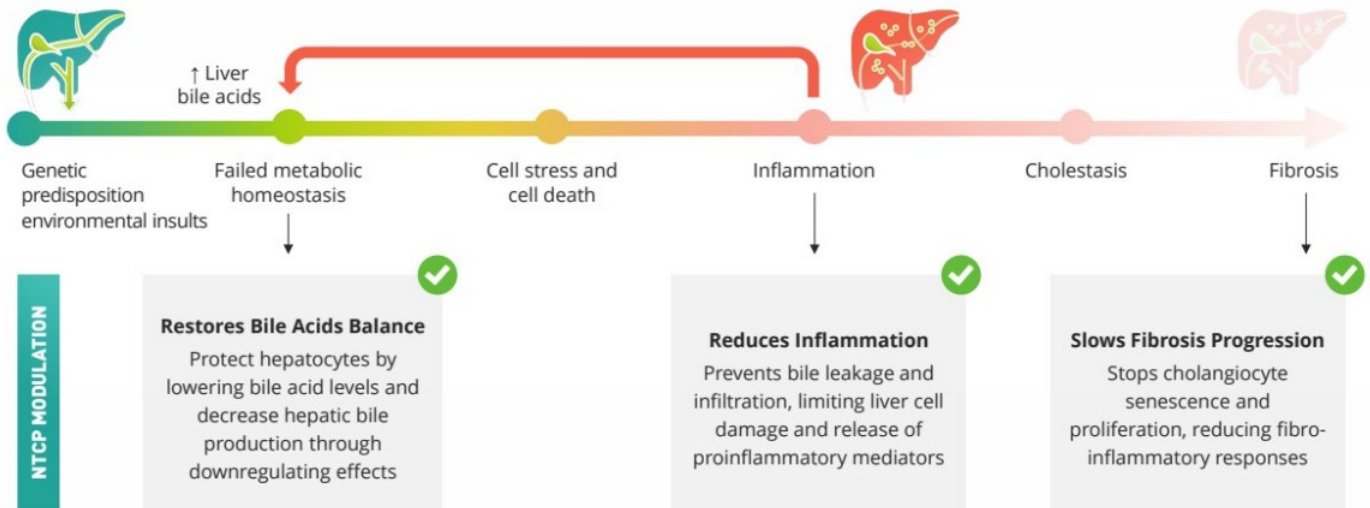 ↑ Liver
bile acids
Genetic
predisposition
environmental insults
Failed metabolic
homeostasis
Cell stress and
cell death
Inflammation
Cholestasis
Fibrosis
NTCP MODULATION
Restores Bile Acids Balance
Protect hepatocytes by
lowering bile acid levels and
decrease hepatic bile
production through
downregulating effects
Reduces Inflammation
Prevents bile leakage and
infiltration, limiting liver cell
damage and release of
proinflammatory mediators
Slows Fibrosis Progression
Stops cholangiocyte
senescence and
proliferation, reducing fibro-
inflammatory responses